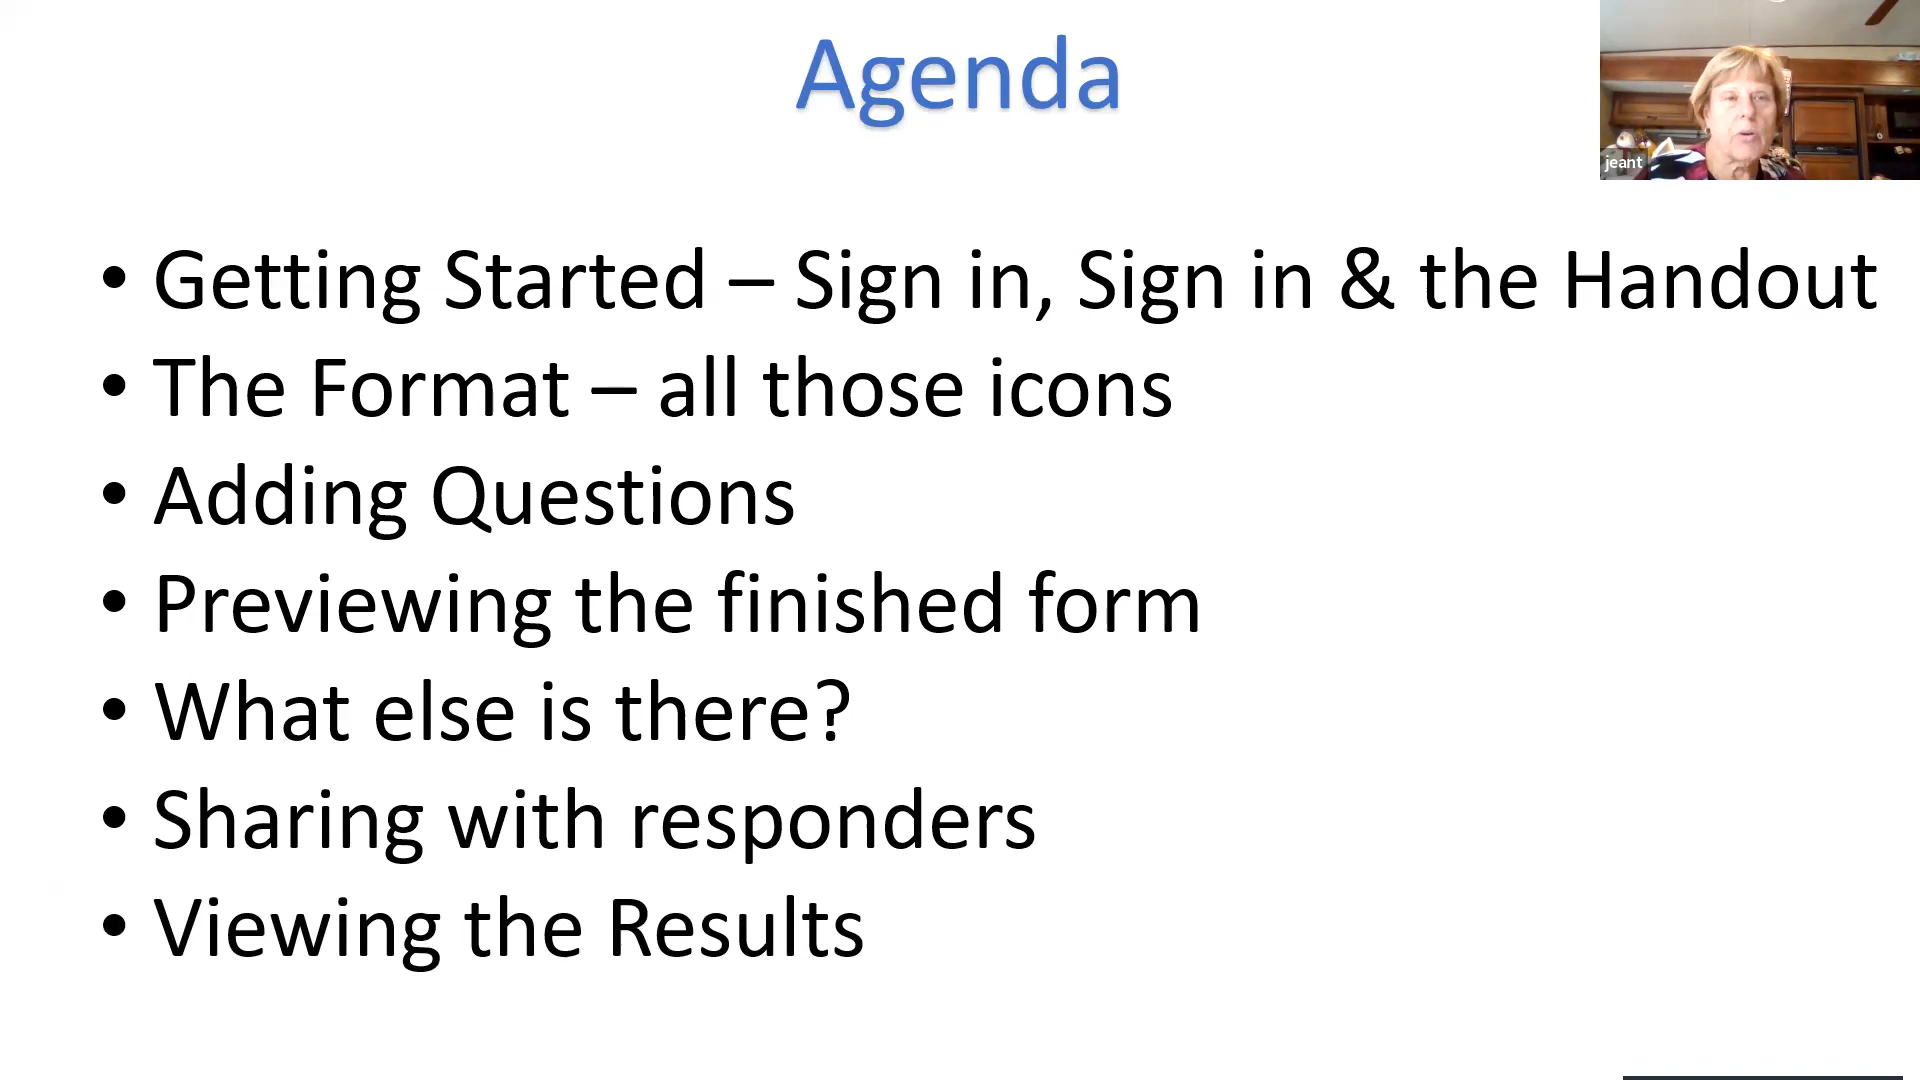 Agenda
jeant
• Getting Started – Sign in, Sign in & the Handout
• The Format – all those icons
• Adding Questions
• Previewing the finished form
• What else is there?
• Sharing with responders
• Viewing the Results